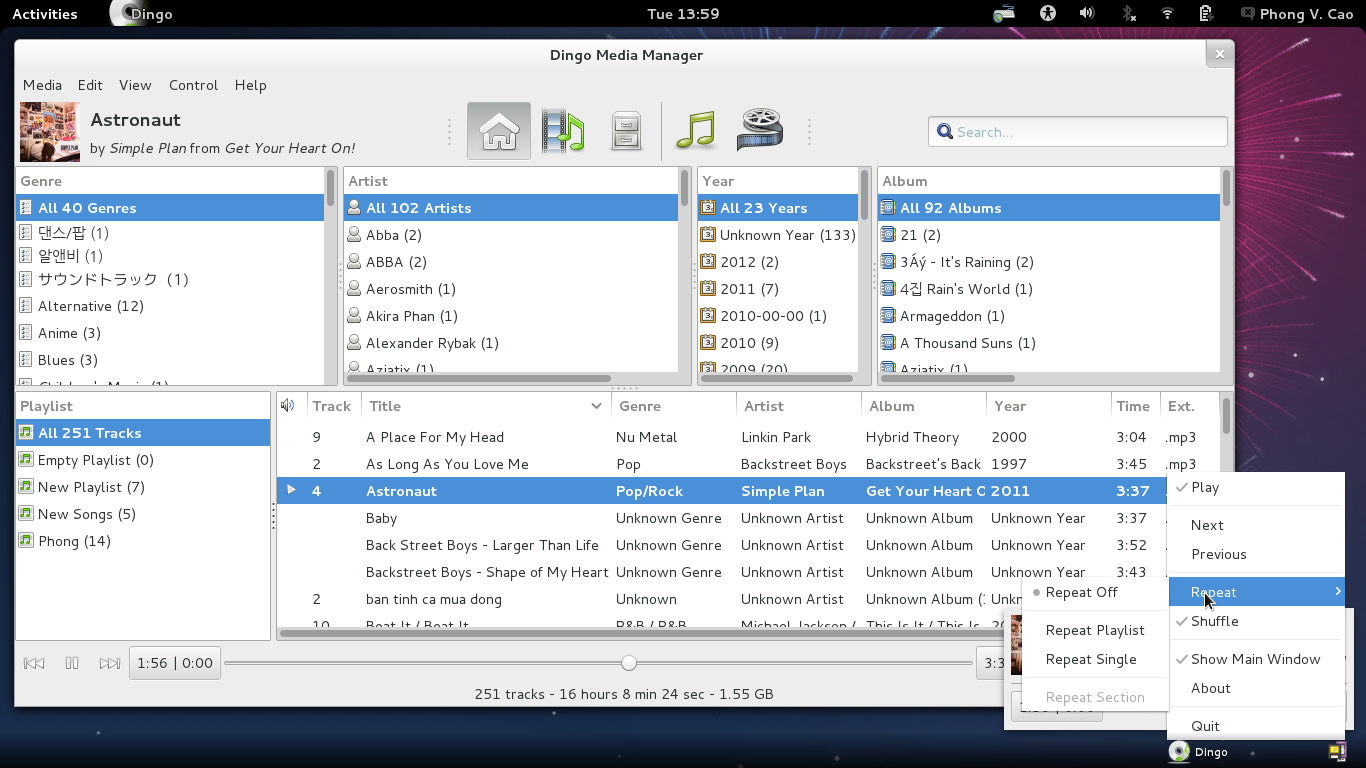 Activities Dingo Tue 13:59 Phong V. Cao
Dingo Media Manager
Media Edit View Control Help
Astronaut
by Simple Plan from Get Your Heart On!
Search...
Genre Artist Year Album
All 40 Genres All 102 Artists All 23 Years All 92 Albums
댄스/팝 (1) Abba (2) Unknown Year (133) 21 (2)
알앤비 (1) ABBA (2) 2012 (2) 3Áý - It's Raining (2)
サウンドトラック (1) Aerosmith (1) 2011 (7) 4집 Rain's World (1)
Alternative (12) Akira Phan (1) 2010-00-00 (1) Armageddon (1)
Anime (3) Alexander Rybak (1) 2010 (9) A Thousand Suns (1)
Blues (3) Aziatix (1) 2009 (20) Aziatix (1)
Children's Music (1)
Playlist
All 251 Tracks
Empty Playlist (0)
New Playlist (7)
New Songs (5)
Phong (14)
Track Title Genre Artist Album Year Time Ext.
9 A Place For My Head Nu Metal Linkin Park Hybrid Theory 2000 3:04 .mp3
2 As Long As You Love Me Pop Backstreet Boys Backstreet's Back 1997 3:45 .mp3
4 Astronaut Pop/Rock Simple Plan Get Your Heart O 2011 3:37
Baby Unknown Genre Unknown Artist Unknown Album Unknown Year 3:37
Back Street Boys - Larger Than Life Unknown Genre Unknown Artist Unknown Album Unknown Year 3:52
Backstreet Boys - Shape of My Heart Unknown Genre Unknown Artist Unknown Album Unknown Year 3:43
2 ban tinh ca mua dong Unknown Unknown Artist Unknown Album (
10 Beat It / Beat It R&B / R&B Michael Jackson / This Is It / This Is
Play
Next
Previous
Repeat
Shuffle
Show Main Window
About
Quit
Repeat Off
Repeat Playlist
Repeat Single
Repeat Section
1:56 | 0:00 3:3
251 tracks - 16 hours 8 min 24 sec - 1.55 GB
Dingo